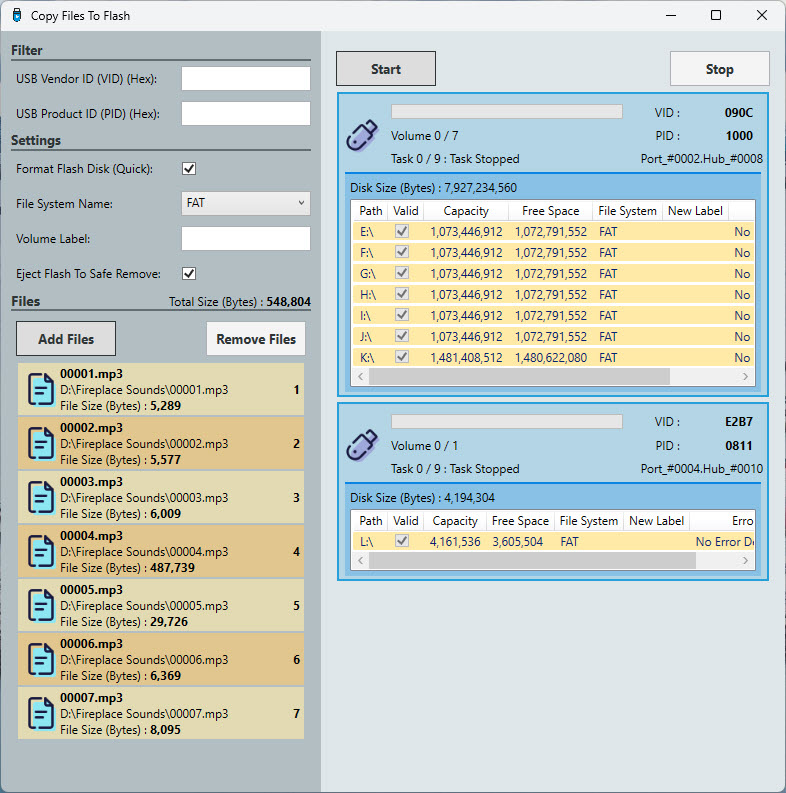 Copy Files To Flash
Filter
USB Vendor ID (VID) (Hex):
USB Product ID (PID) (Hex):
Settings
Format Flash Disk (Quick):
File System Name: FAT
Volume Label:
Eject Flash To Safe Remove:
Files Total Size (Bytes) : 548,804
Add Files Remove Files
00001.mp3
D:\Fireplace Sounds\00001.mp3 1
File Size (Bytes) : 5,289
00002.mp3
D:\Fireplace Sounds\00002.mp3 2
File Size (Bytes) : 5,577
00003.mp3
D:\Fireplace Sounds\00003.mp3 3
File Size (Bytes) : 6,009
00004.mp3
D:\Fireplace Sounds\00004.mp3 4
File Size (Bytes) : 487,739
00005.mp3
D:\Fireplace Sounds\00005.mp3 5
File Size (Bytes) : 29,726
00006.mp3
D:\Fireplace Sounds\00006.mp3 6
File Size (Bytes) : 6,369
00007.mp3
D:\Fireplace Sounds\00007.mp3 7
File Size (Bytes) : 8,095
Start Stop
VID : 090C
Volume 0 / 7 PID : 1000
Task 0 / 9 : Task Stopped Port_#0002.Hub_#0008
Disk Size (Bytes) : 7,927,234,560
Path Valid Capacity Free Space File System New Label
E:\ 1,073,446,912 1,072,791,552 FAT No
F:\ 1,073,446,912 1,072,791,552 FAT No
G:\ 1,073,446,912 1,072,791,552 FAT No
H:\ 1,073,446,912 1,072,791,552 FAT No
I:\ 1,073,446,912 1,072,791,552 FAT No
J:\ 1,073,446,912 1,072,791,552 FAT No
K:\ 1,481,408,512 1,480,622,080 FAT No
VID : E2B7
Volume 0 / 1 PID : 0811
Task 0 / 9 : Task Stopped Port_#0004.Hub_#0010
Disk Size (Bytes) : 4,194,304
Path Valid Capacity Free Space File System New Label Erro
L:\ 4,161,536 3,605,504 FAT No Error De